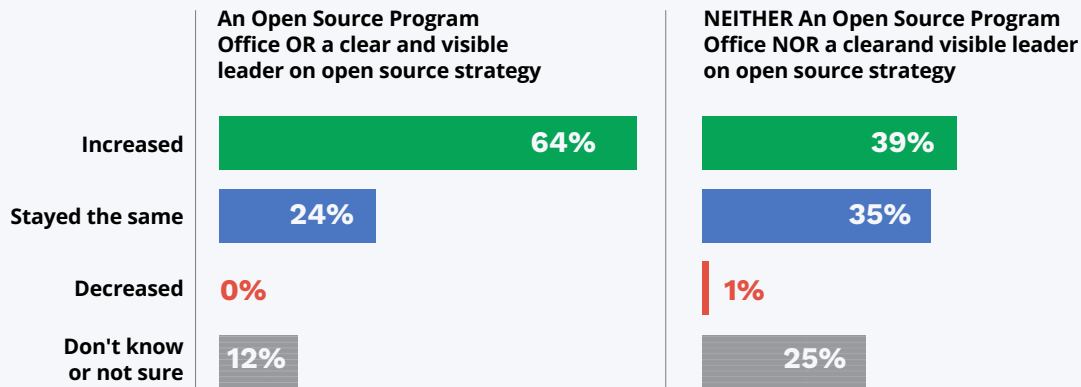 An Open Source Program
Office OR a clear and visible
leader on open source strategy
NEITHER An Open Source Program
Office NOR a clearand visible leader
on open source strategy
Increased
64%
39%
Stayed the same
24%
35%
Decreased
0%
1%
Don't know
or not sure
12%
25%